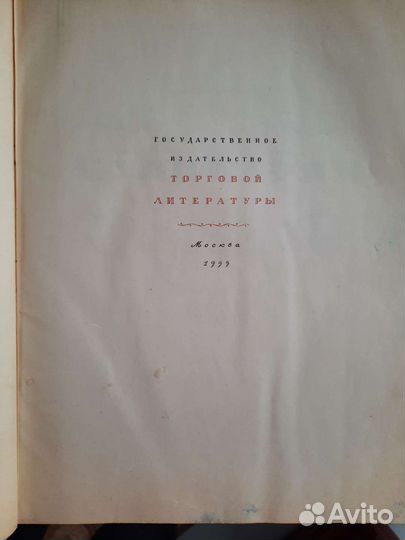 ГОСУДАРСТВЕННОЕ
ИЗДАТЕЛЬСТВО
ТОРГОВОЙ
ЛИТЕРАТУРЫ
Москва
1955
Avito